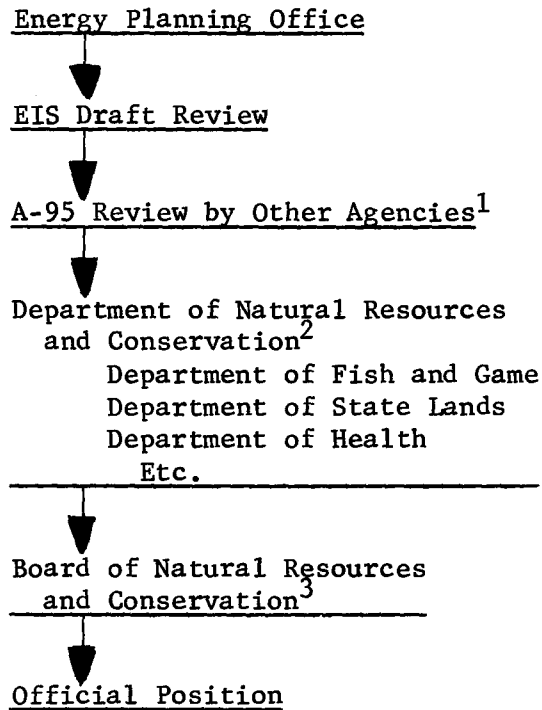 Energy Planning Office
EIS Draft Review
A-95 Review by Other Agencies1
Department of Natural Resources
and Conservation2
Department of Fish and Game
Department of State Lands
Department of Health
Etc.
Board of Natural Resources
and Conservation3
Official Position